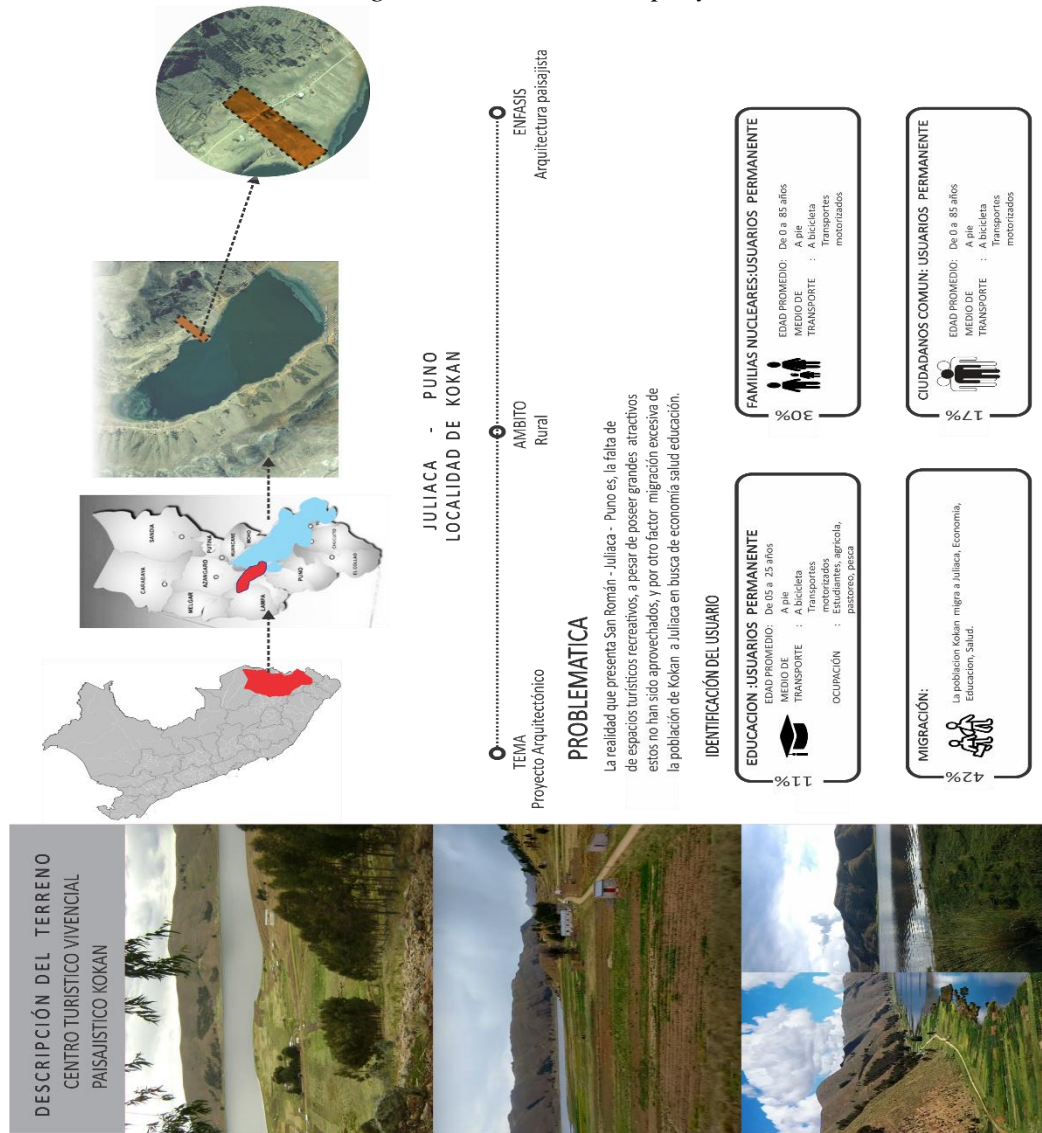 DESCRIPCIÓN DEL TERRENO
CENTRO TURISTICO VIVENCIAL
PAISAJISTICO KOKAN
SANDIA
CARABAYA
PUTINA
HUANCANE
MOHO
AZANGARO
MELGAR
LAMPA
PUNO
CHUCUITO
EL COLLAO
JULIACA - PUNO
LOCALIDAD DE KOKAN
TEMA
Proyecto Arquitectónico
AMBITO
Rural
ENFASIS
Arquitectura paisajista
PROBLEMATICA
La realidad que presenta San Román - Juliaca - Puno es, la falta de
de espacios turísticos recreativos, a pesar de poseer grandes atractivos
estos no han sido aprovechados, y por otro factor migración excesiva de
la población de Kokan a Juliaca en busca de economía salud educación.
IDENTIFICACIÓN DEL USUARIO
EDUCACION :USUARIOS PERMANENTE
EDAD PROMEDIO: De 05 a 25 años
MEDIO DE A pie
TRANSPORTE : A bicicleta
Transportes
motorizados
OCUPACIÓN : Estudiantes, agrícola,
pastoreo, pesca
11%
FAMILIAS NUCLEARES:USUARIOS PERMANENTE
EDAD PROMEDIO: De 0 a 85 años
MEDIO DE A pie
TRANSPORTE : A bicicleta
Transportes
motorizados
30%
MIGRACIÓN:
La poblacion Kokan migra a Juliaca, Economia,
Educacion, Salud.
42%
CIUDADANOS COMUN: USUARIOS PERMANENTE
EDAD PROMEDIO: De 0 a 85 años
MEDIO DE A pie
TRANSPORTE : A bicicleta
Transportes
motorizados
17%